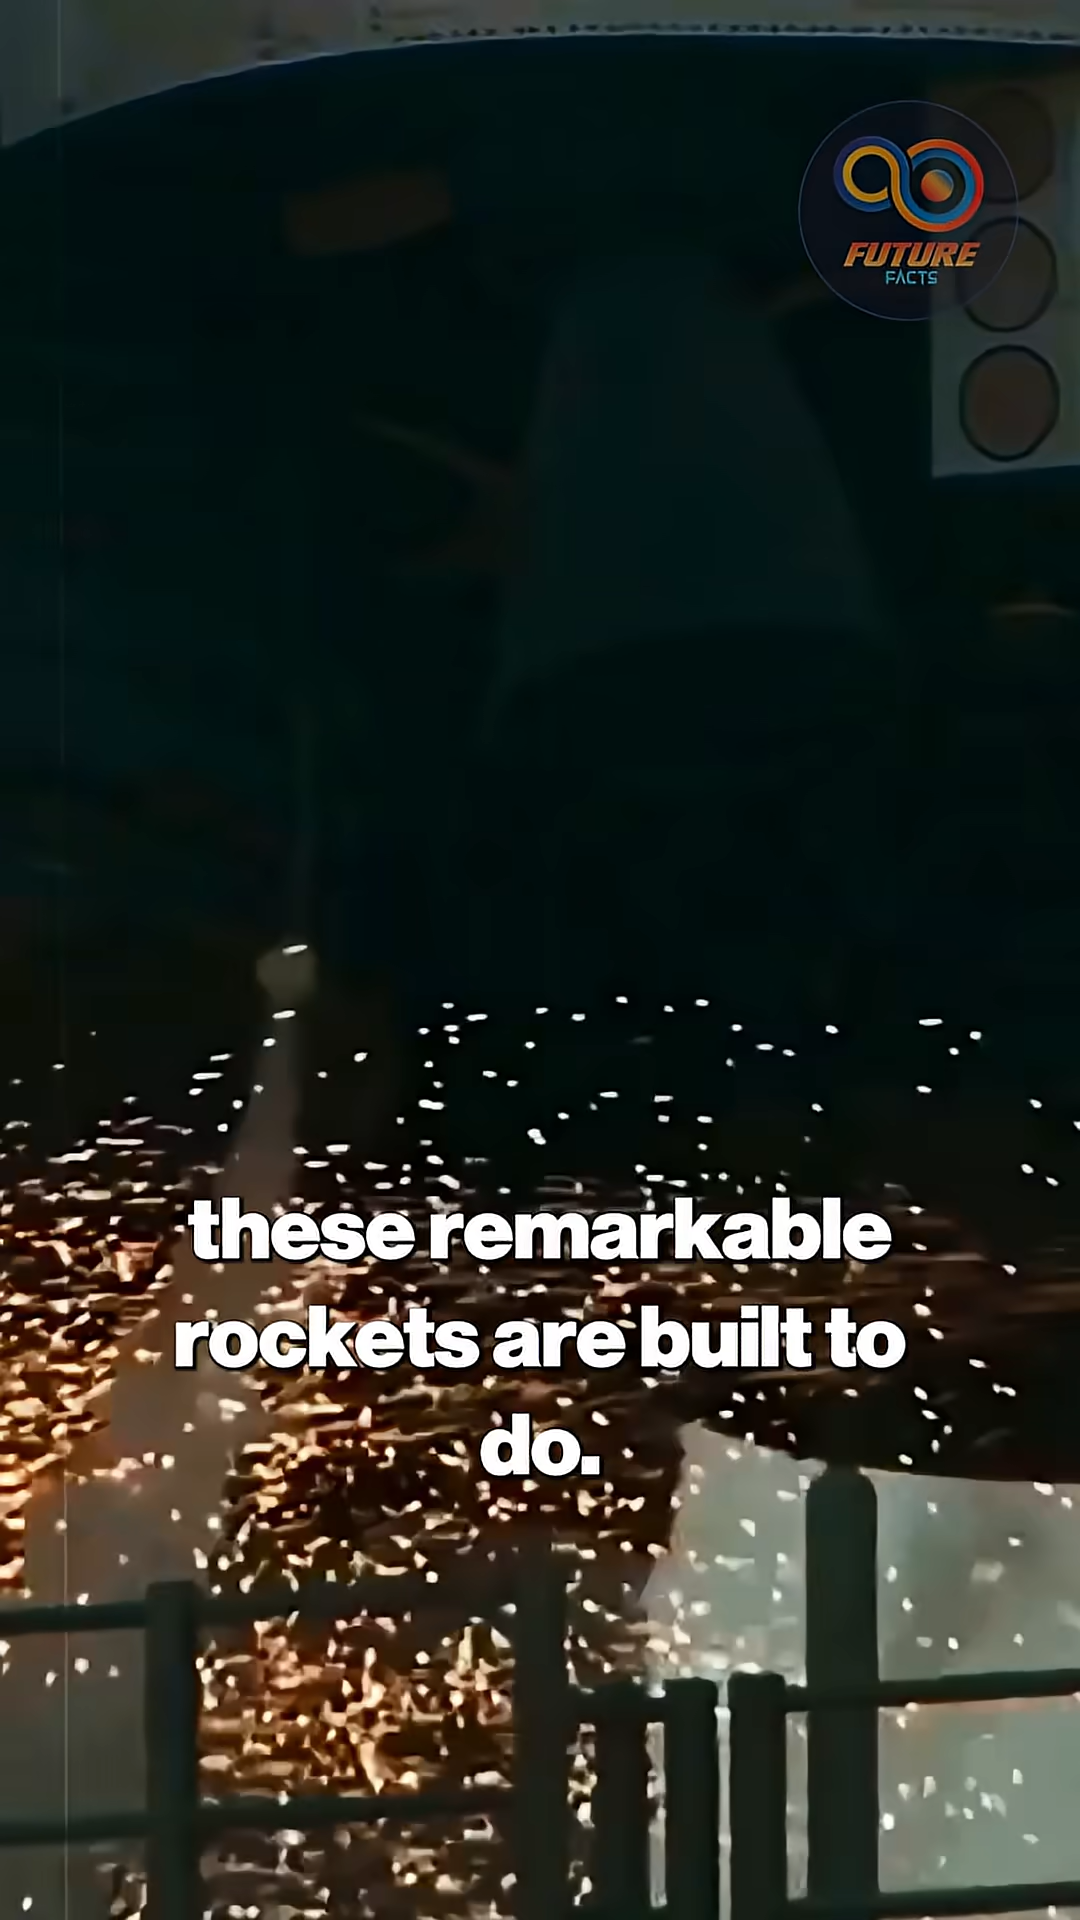 FUTURE
FACTS
these remarkable
rockets are built to
do.